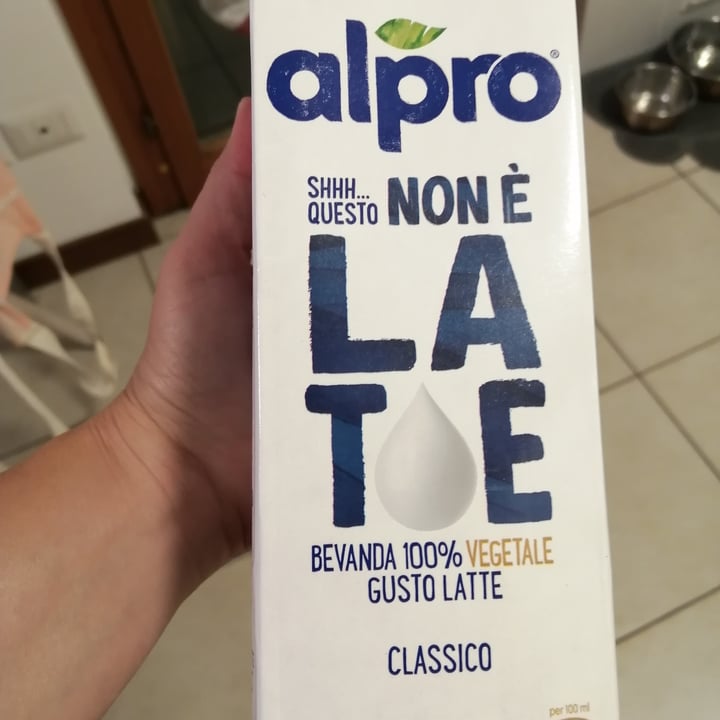 alpro®
SHHH... QUESTO NON È
LA
TE
BEVANDA 100% VEGETALE
GUSTO LATTE
CLASSICO
per 100 ml